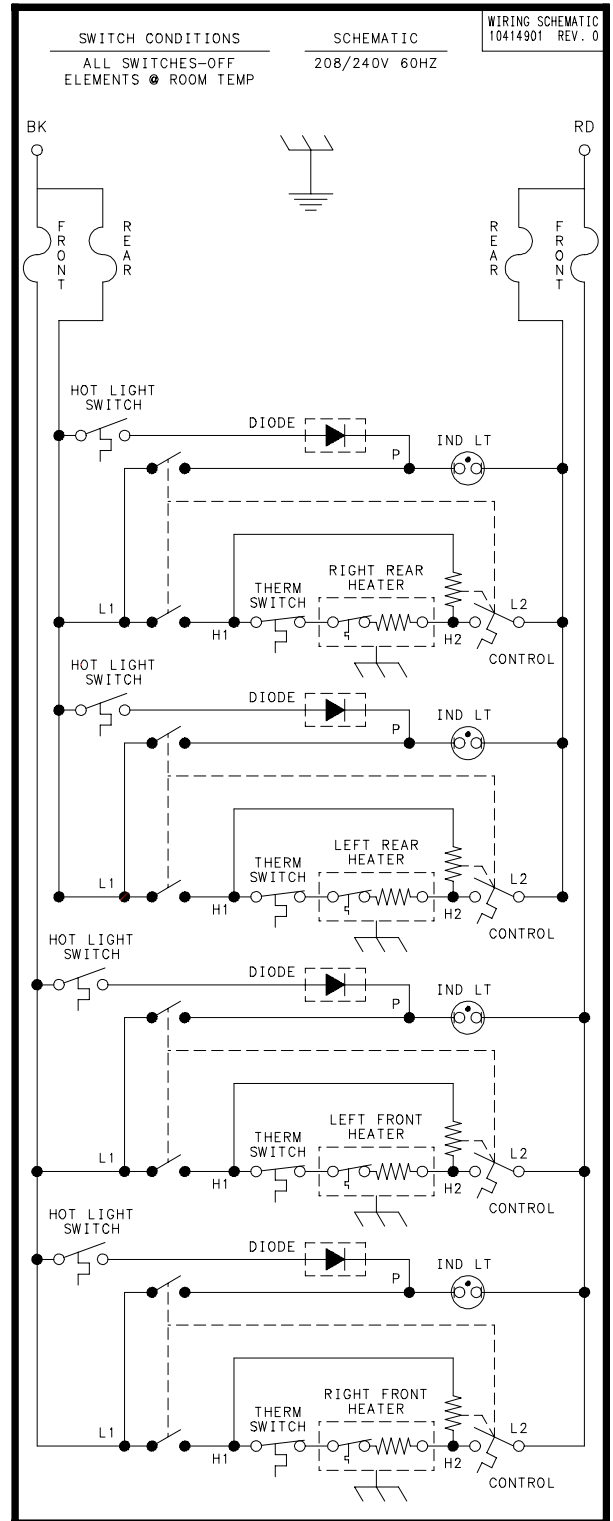 WIRING SCHEMATIC
10414901 REV. 0
SWITCH CONDITIONS
ALL SWITCHES-OFF
ELEMENTS @ ROOM TEMP
SCHEMATIC
208/240V 60HZ
BK
RD
FRONT
REAR
REAR
FRONT
HOT LIGHT
SWITCH
DIODE
P
IND LT
L1
H1
THERM
SWITCH
RIGHT REAR
HEATER
H2
L2
CONTROL
HOT LIGHT
SWITCH
DIODE
P
IND LT
L1
H1
THERM
SWITCH
LEFT REAR
HEATER
H2
L2
CONTROL
HOT LIGHT
SWITCH
DIODE
P
IND LT
L1
H1
THERM
SWITCH
LEFT FRONT
HEATER
H2
L2
CONTROL
HOT LIGHT
SWITCH
DIODE
P
IND LT
L1
H1
THERM
SWITCH
RIGHT FRONT
HEATER
H2
L2
CONTROL